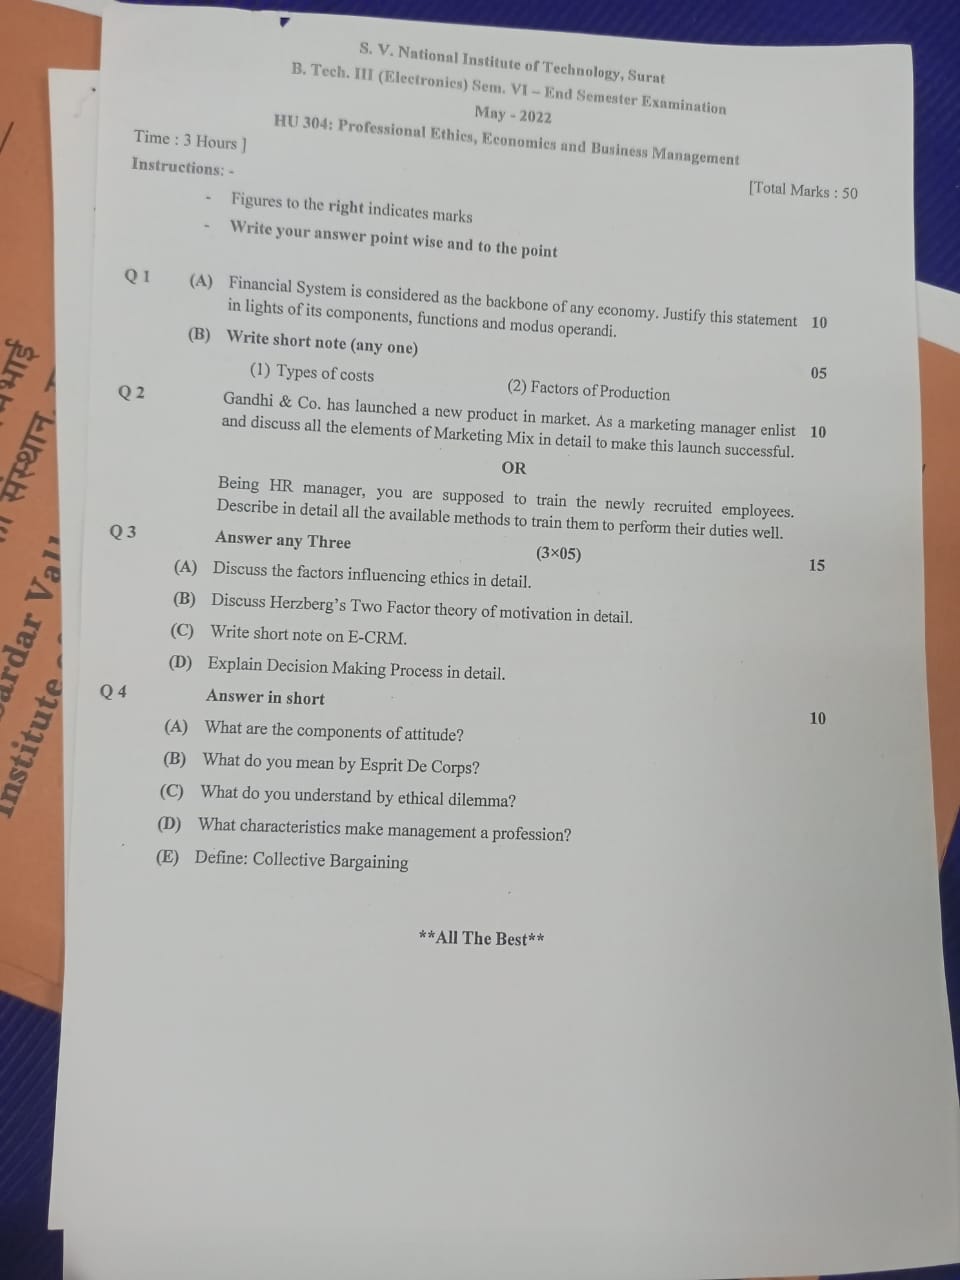 S. V. National Institute of Technology, Surat
B. Tech. III (Electronics) Sem. VI – End Semester Examination
May - 2022
HU 304: Professional Ethics, Economics and Business Management
Time : 3 Hours ]
[Total Marks : 50
Instructions: -
- Figures to the right indicates marks
- Write your answer point wise and to the point
Q 1 (A) Financial System is considered as the backbone of any economy. Justify this statement 10
in lights of its components, functions and modus operandi.
(B) Write short note (any one) 05
(1) Types of costs (2) Factors of Production
Q 2 Gandhi & Co. has launched a new product in market. As a marketing manager enlist 10
and discuss all the elements of Marketing Mix in detail to make this launch successful.
OR
Being HR manager, you are supposed to train the newly recruited employees.
Describe in detail all the available methods to train them to perform their duties well.
Q 3 Answer any Three (3×05) 15
(A) Discuss the factors influencing ethics in detail.
(B) Discuss Herzberg's Two Factor theory of motivation in detail.
(C) Write short note on E-CRM.
(D) Explain Decision Making Process in detail.
Q 4 Answer in short 10
(A) What are the components of attitude?
(B) What do you mean by Esprit De Corps?
(C) What do you understand by ethical dilemma?
(D) What characteristics make management a profession?
(E) Define: Collective Bargaining
**All The Best**
संस्थान,
Institute